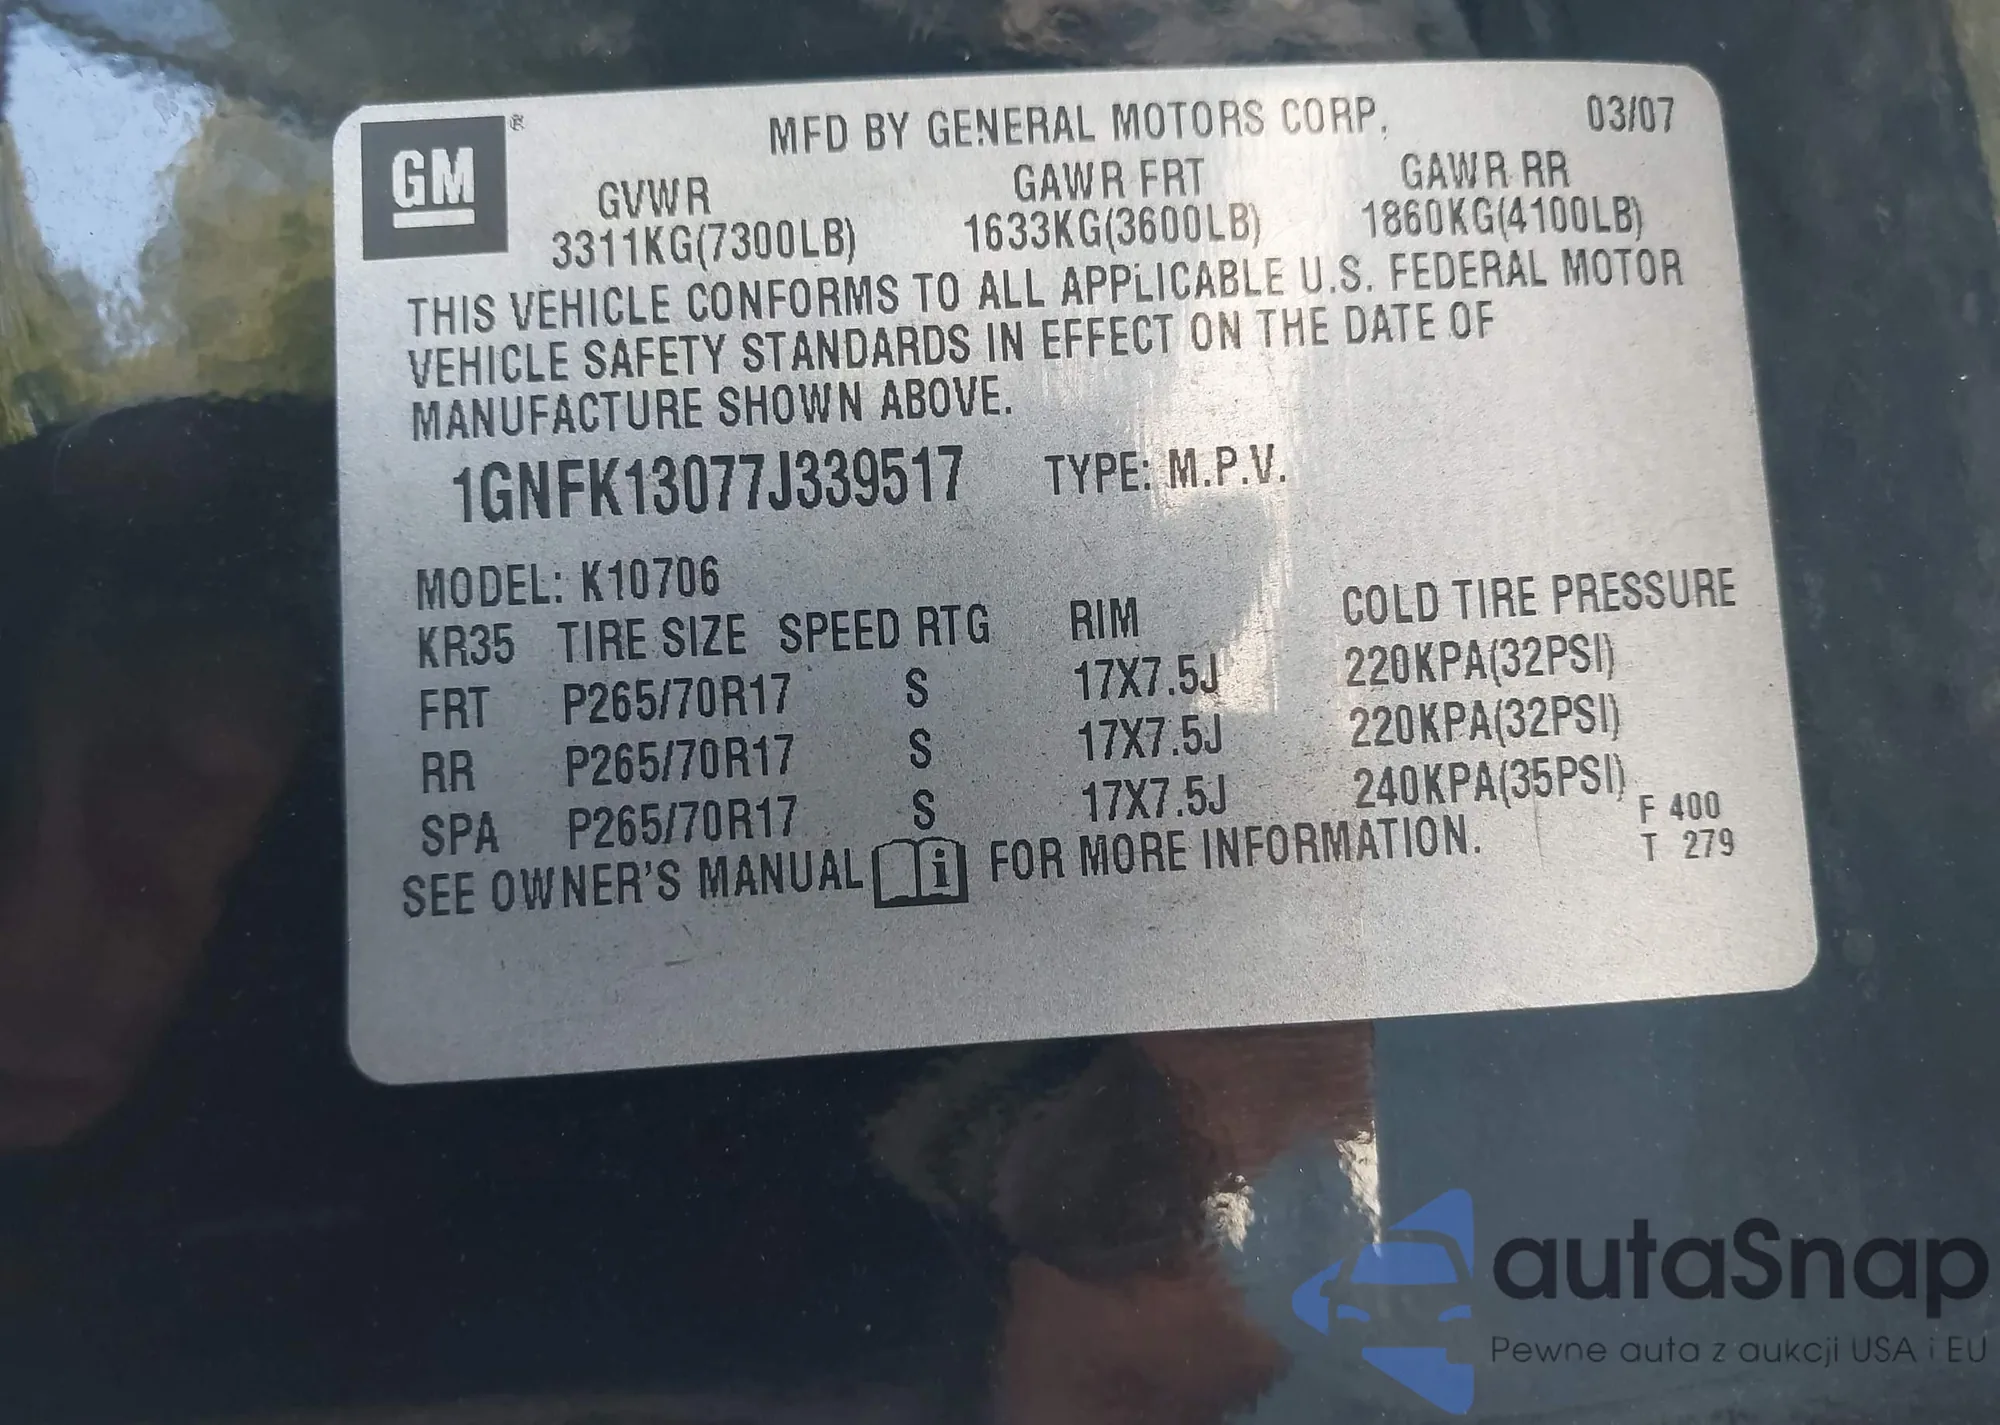 GM ®
MFD BY GENERAL MOTORS CORP. 03/07
GVWR GAWR FRT GAWR RR
3311KG(7300LB) 1633KG(3600LB) 1860KG(4100LB)
THIS VEHICLE CONFORMS TO ALL APPLICABLE U.S. FEDERAL MOTOR
VEHICLE SAFETY STANDARDS IN EFFECT ON THE DATE OF
MANUFACTURE SHOWN ABOVE.
1GNFK13077J339517 TYPE: M.P.V.
MODEL: K10706
KR35 TIRE SIZE SPEED RTG RIM COLD TIRE PRESSURE
FRT P265/70R17 S 17X7.5J 220KPA(32PSI)
RR P265/70R17 S 17X7.5J 220KPA(32PSI)
SPA P265/70R17 S 17X7.5J 240KPA(35PSI)
SEE OWNER'S MANUAL i FOR MORE INFORMATION.
F 400
T 279
autaSnap
Pewne auta z aukcji USA i EU